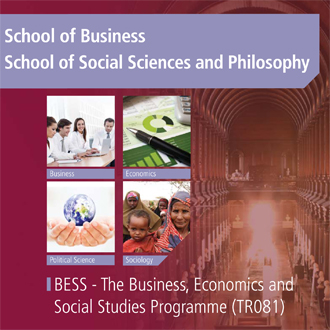 School of Business
School of Social Sciences and Philosophy
Business
Economics
Political Science
Sociology
BESS - The Business, Economics and
Social Studies Programme (TR081)